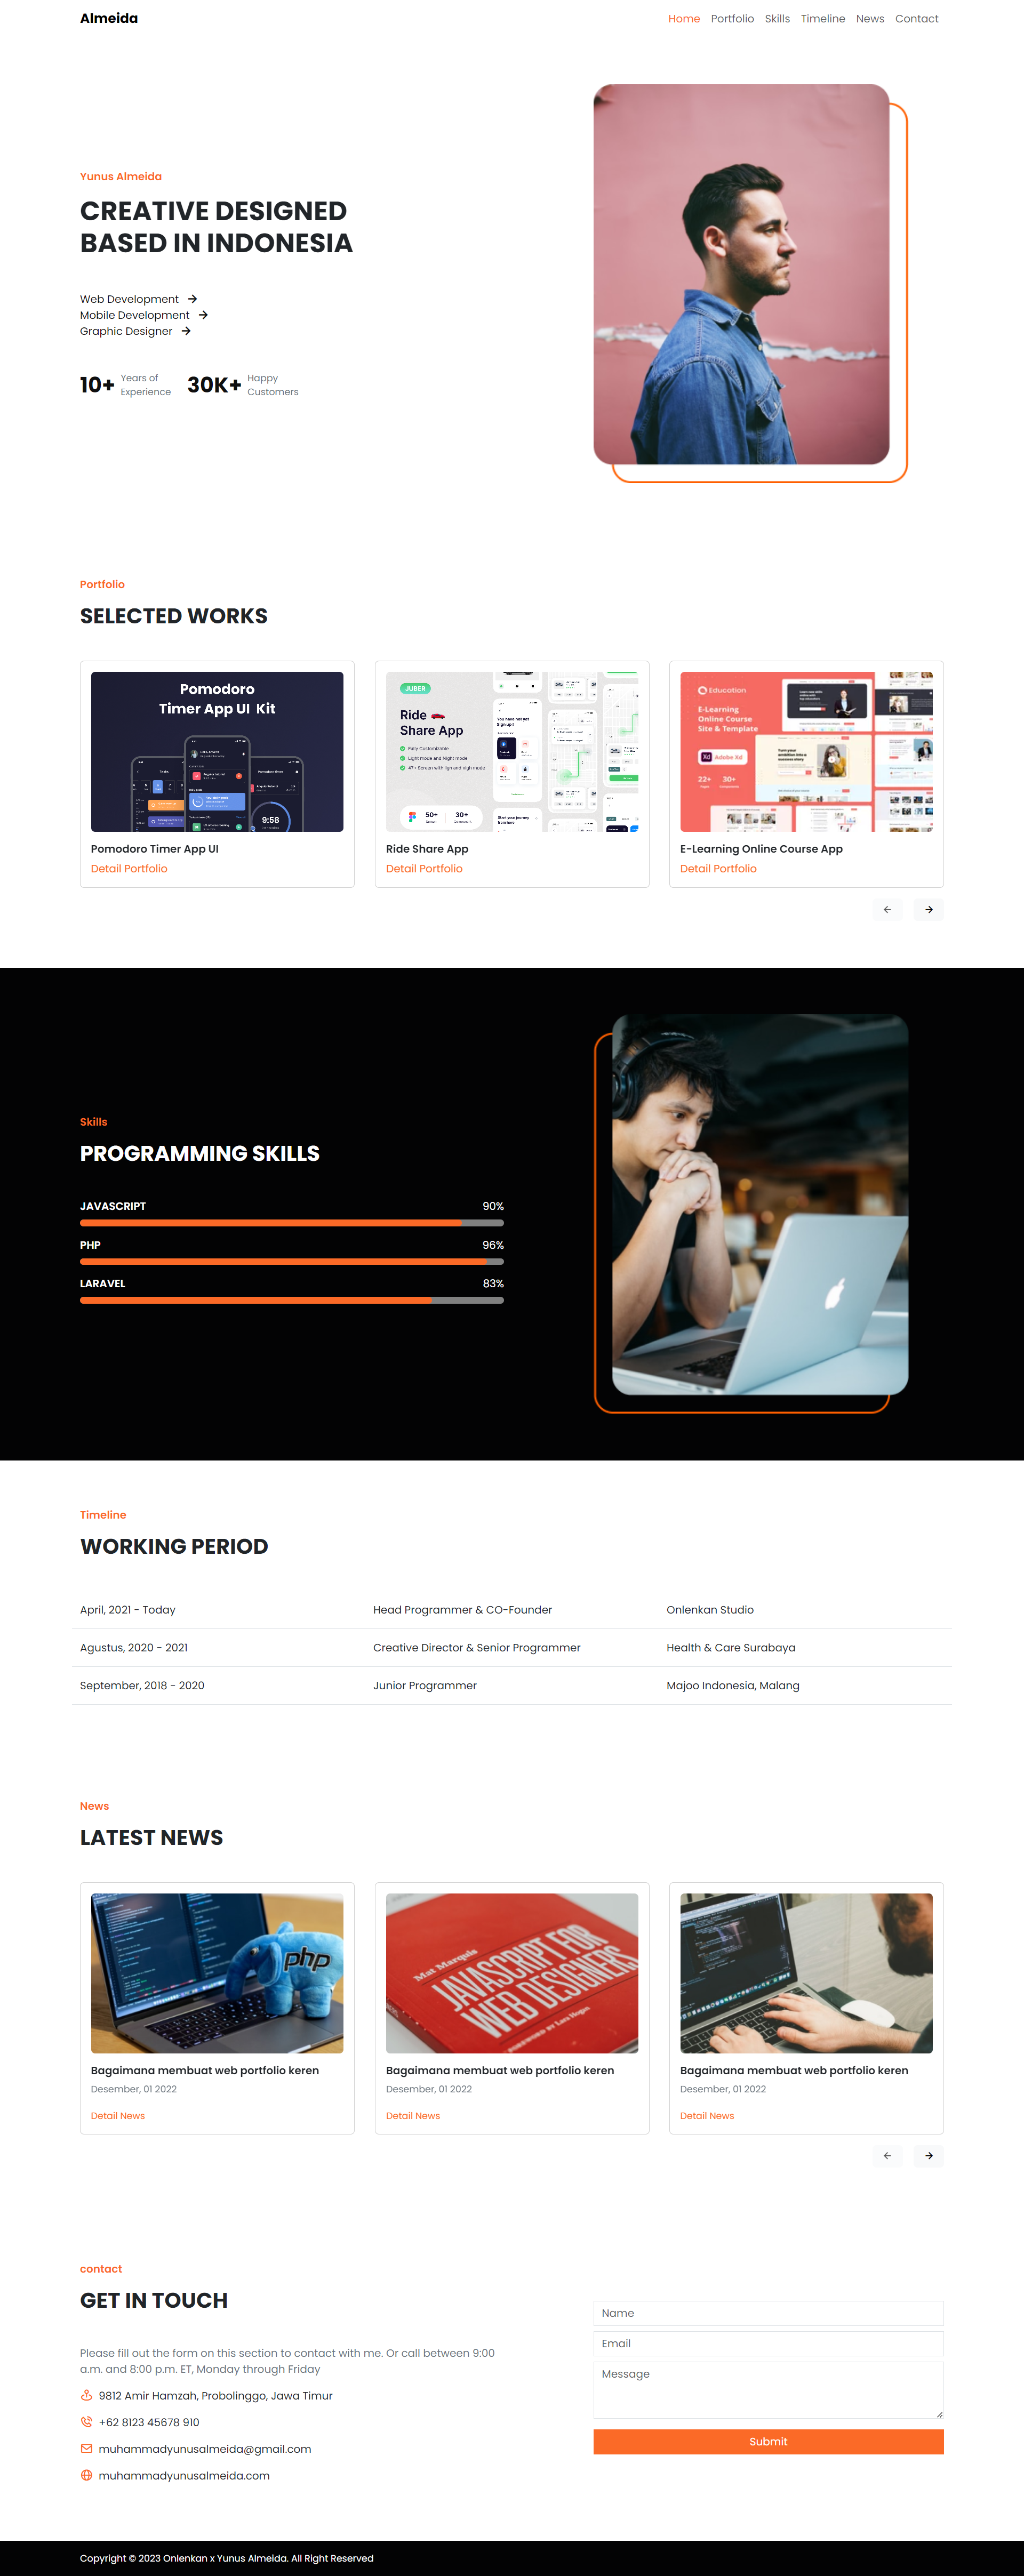 Almeida
Home Portfolio Skills Timeline News Contact
Yunus Almeida
CREATIVE DESIGNED
BASED IN INDONESIA
Web Development
Mobile Development
Graphic Designer
10+ Years of
Experience
30K+ Happy
Customers
Portfolio
SELECTED WORKS
Pomodoro
Timer App UI Kit
9:58
Pomodoro Timer App UI
Detail Portfolio
JUBER
Ride
Share App
Fully Customizable
Light mode and Night mode
50+
30+
Ride Share App
Detail Portfolio
Education
E-Learning
Online Course
Site & Template
Xd Adobe Xd
22+ 30+
E-Learning Online Course App
Detail Portfolio
Skills
PROGRAMMING SKILLS
JAVASCRIPT 90%
PHP 96%
LARAVEL 83%
Timeline
WORKING PERIOD
April, 2021 - Today Head Programmer & CO-Founder Onlenkan Studio
Agustus, 2020 - 2021 Creative Director & Senior Programmer Health & Care Surabaya
September, 2018 - 2020 Junior Programmer Majoo Indonesia, Malang
News
LATEST NEWS
php
Bagaimana membuat web portfolio keren
Desember, 01 2022
Detail News
Mat Marquis
JAVASCRIPT FOR
WEB DESIGNERS
Bagaimana membuat web portfolio keren
Desember, 01 2022
Detail News
Bagaimana membuat web portfolio keren
Desember, 01 2022
Detail News
contact
GET IN TOUCH
Please fill out the form on this section to contact with me. Or call between 9:00
a.m. and 8:00 p.m. ET, Monday through Friday
9812 Amir Hamzah, Probolinggo, Jawa Timur
+62 8123 45678 910
muhammadyunusalmeida@gmail.com
muhammadyunusalmeida.com
Name
Email
Message
Submit
Copyright © 2023 Onlenkan x Yunus Almeida. All Right Reserved